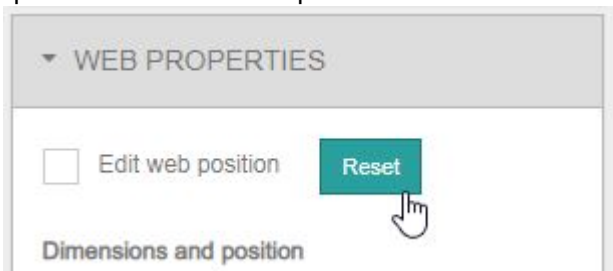 WEB PROPERTIES
Edit web position Reset
Dimensions and position